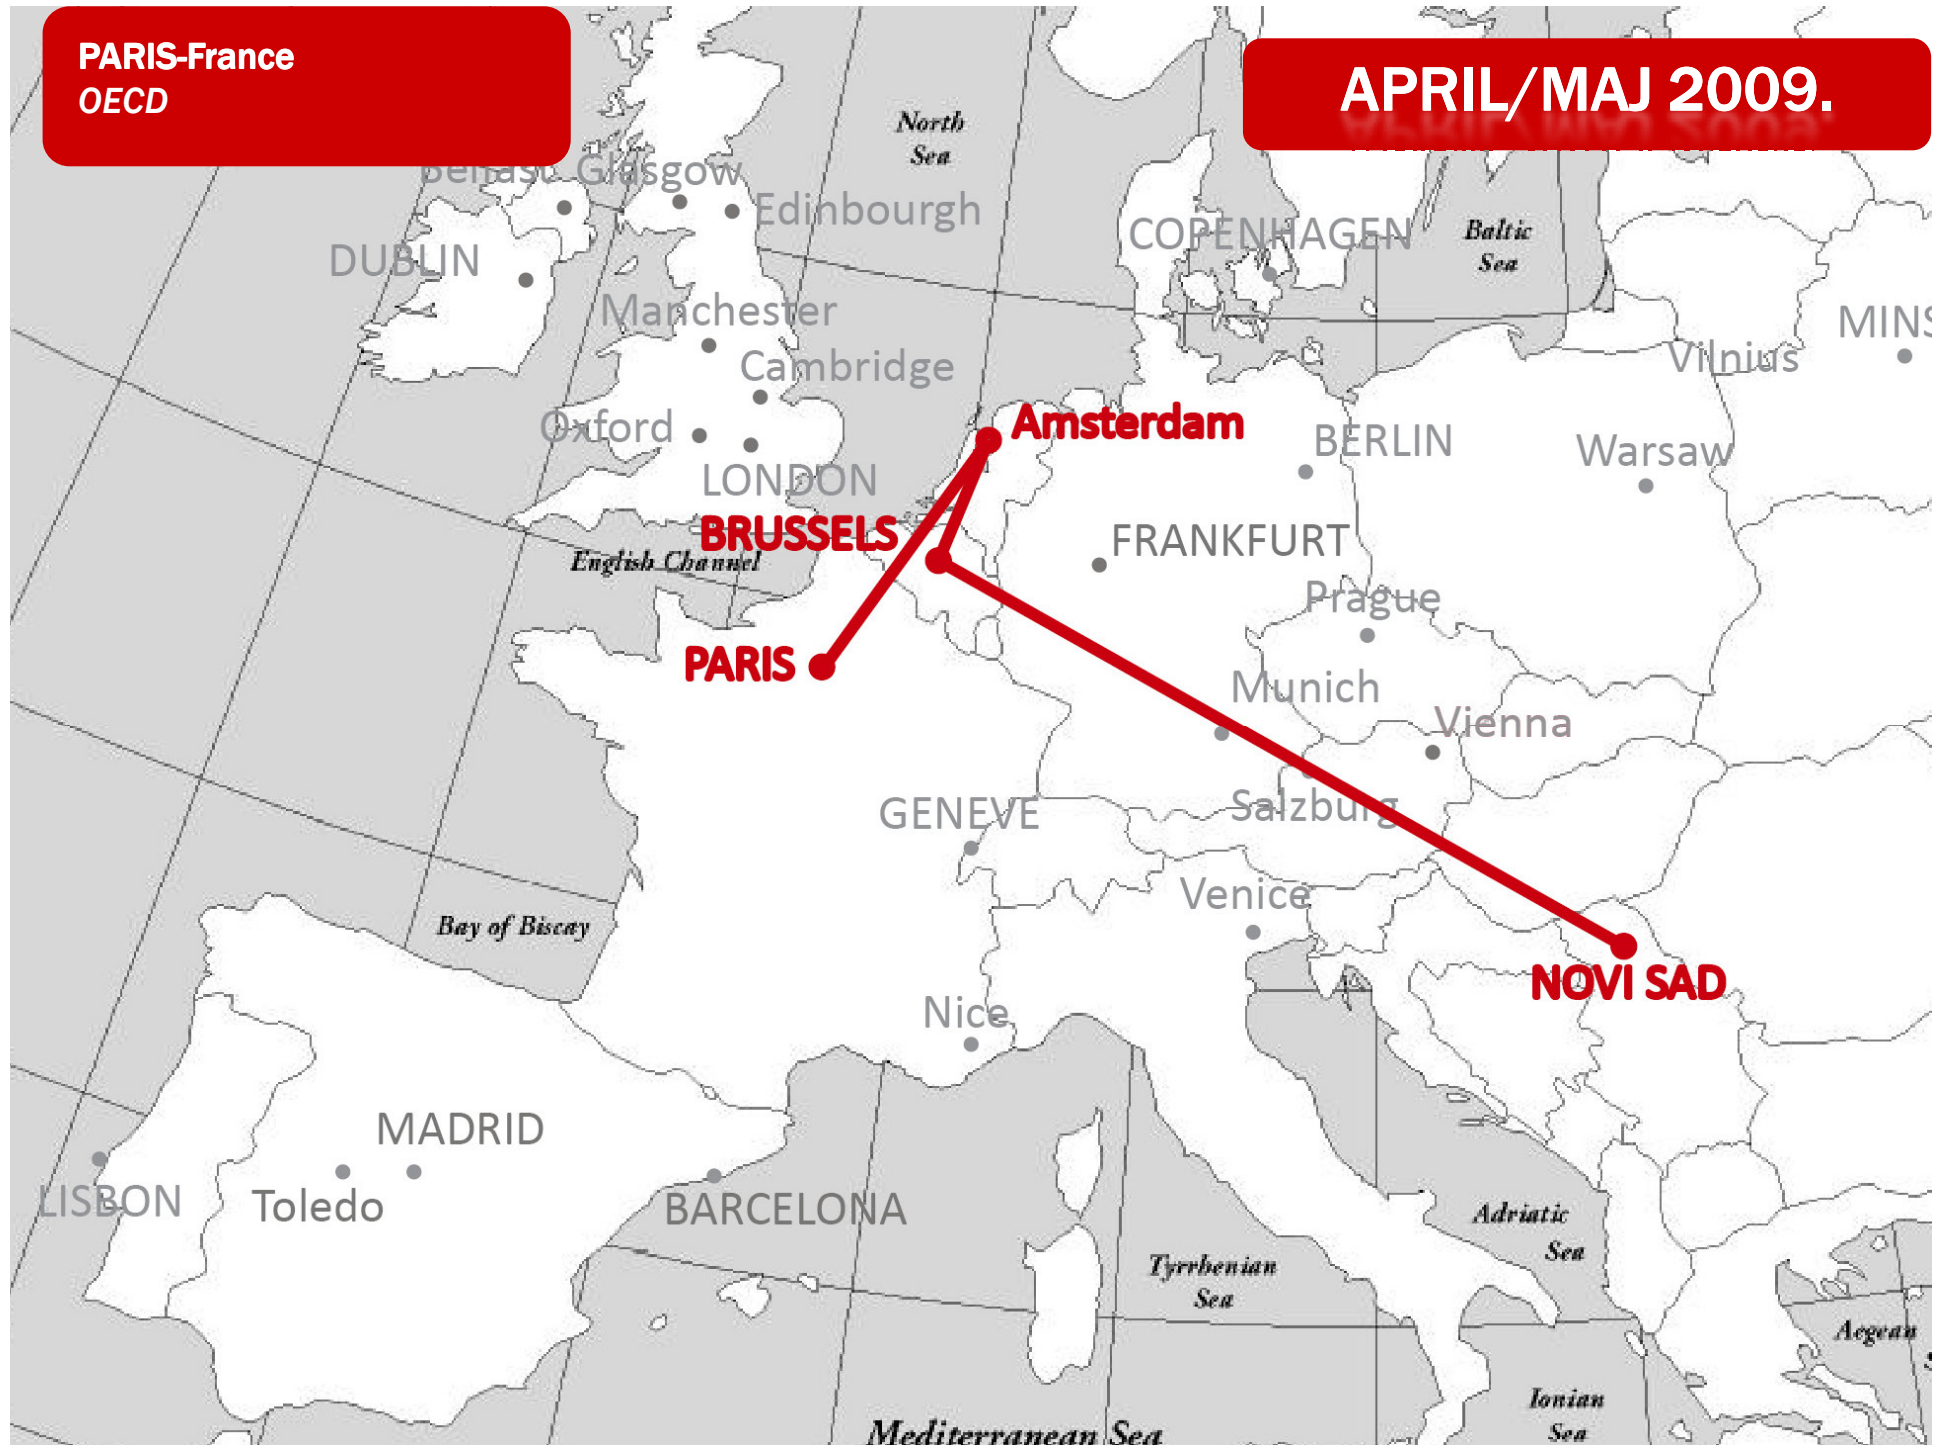 PARIS-France
OECD
APRIL/MAJ 2009.
North
Sea
Belfast
Glasgow
Edinbourgh
COPENHAGEN
Baltic
Sea
DUBLIN
Manchester
MINS
Vilnius
Cambridge
Amsterdam
Oxford
BERLIN
Warsaw
LONDON
BRUSSELS
FRANKFURT
English Channel
Prague
PARIS
Munich
Vienna
GENEVE
Salzburg
Venice
Bay of Biscay
NOVI SAD
Nice
MADRID
LISBON
Toledo
BARCELONA
Adriatic
Sea
Tyrrhenian
Sea
Aegean
S
Ionian
Sea
Mediterranean Sea